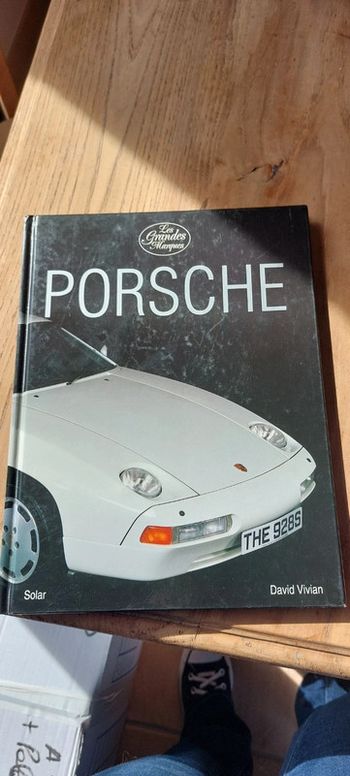 Les
Grandes
Marques
PORSCHE
THE 928S
Solar
David Vivian
A
+